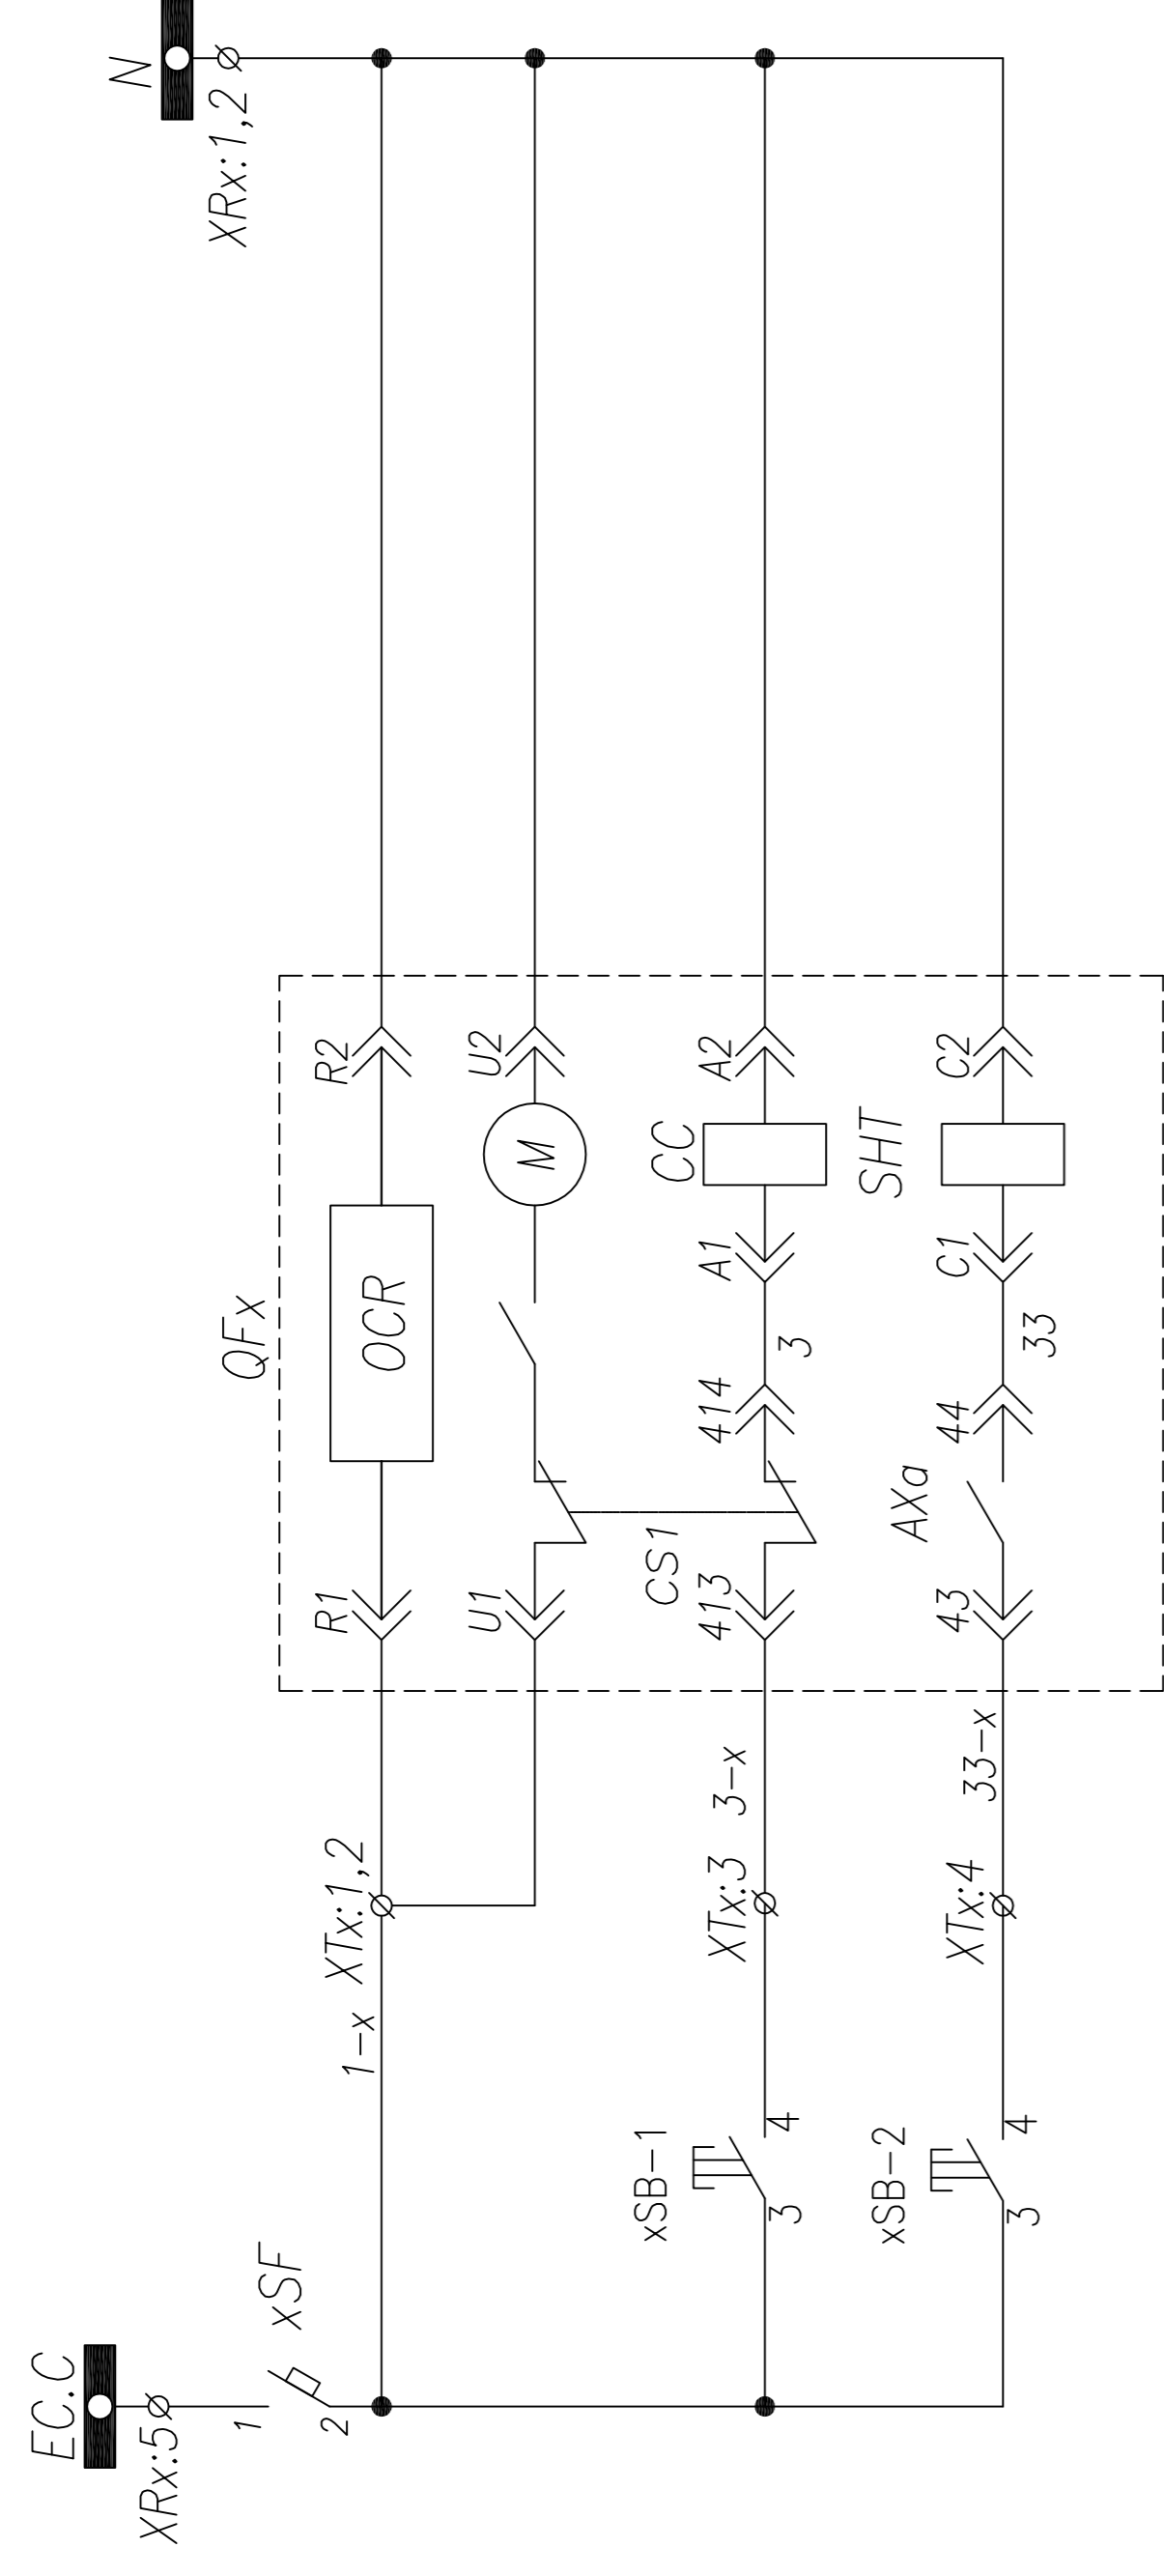 EC.C
N
XRx:5
XRx:1,2
1
2
xSF
QFx
1-x
XTx:1,2
R1
OCR
R2
U1
M
U2
xSB-1
3
4
XTx:3
3-x
CS1
413
414
3
A1
CC
A2
xSB-2
3
4
XTx:4
33-x
43
AXa
44
33
C1
SHT
C2